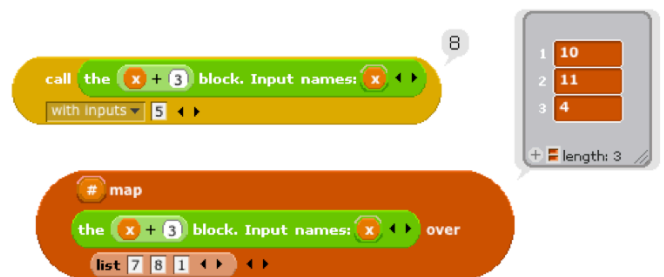 8
call the x + 3 block. Input names: x
with inputs 5
1 10
2 11
3 4
+ length: 3
# map
the x + 3 block. Input names: x over
list 7 8 1